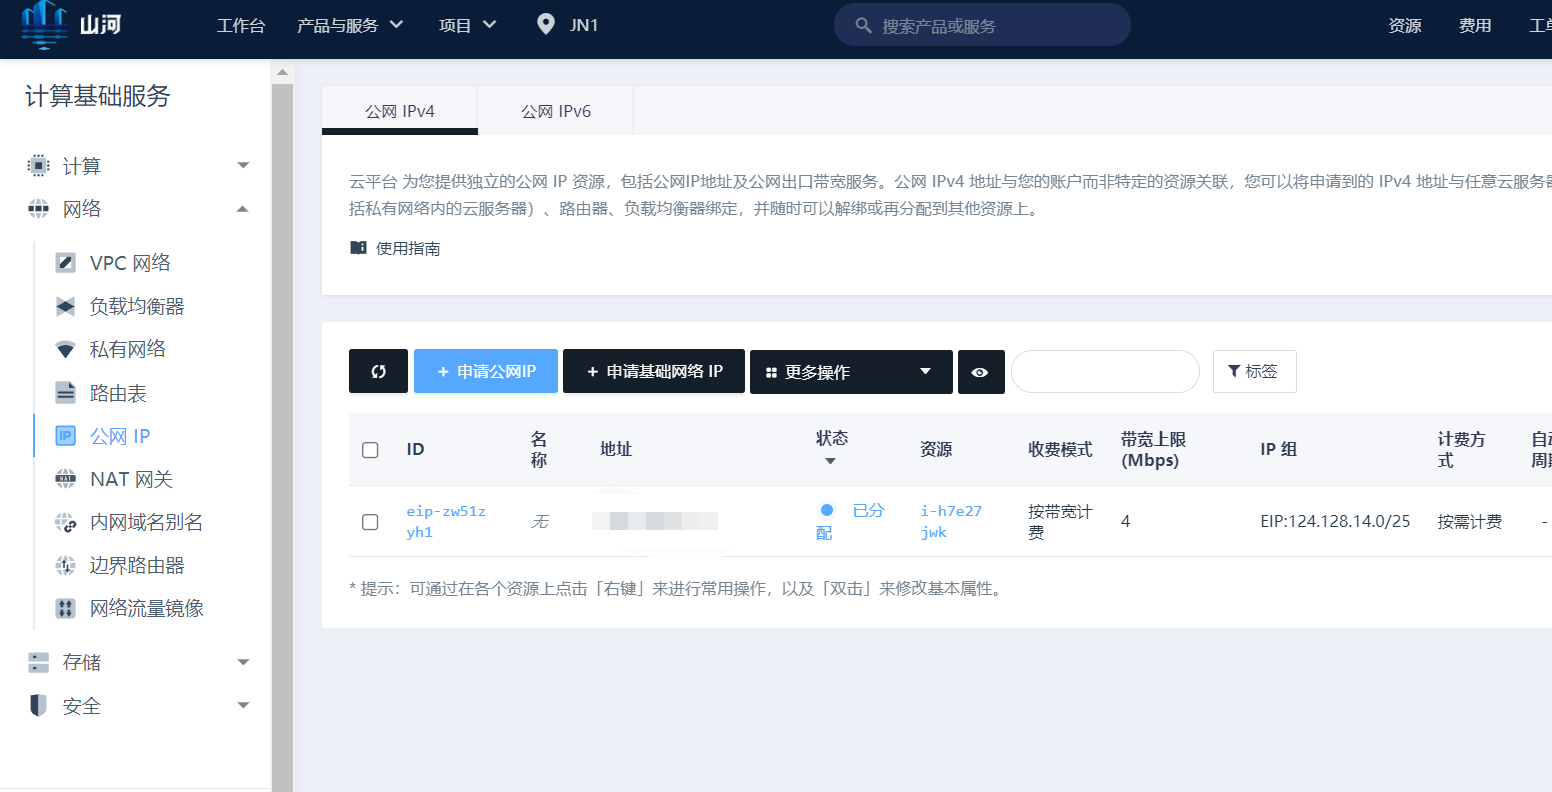 山河
工作台
产品与服务
项目
JN1
搜索产品或服务
资源
费用
计算基础服务
计算
网络
VPC 网络
负载均衡器
私有网络
路由表
公网 IP
NAT 网关
内网域名别名
边界路由器
网络流量镜像
存储
安全
公网 IPv4
公网 IPv6
云平台 为您提供独立的公网 IP 资源，包括公网IP地址及公网出口带宽服务。公网 IPv4 地址与您的账户而非特定的资源关联，您可以将申请到的 IPv4 地址与任意云服务
括私有网络内的云服务器）、路由器、负载均衡器绑定，并随时可以解绑或再分配到其他资源上。
使用指南
+ 申请公网IP
+ 申请基础网络 IP
更多操作
标签
ID
名
称
地址
状态
资源
收费模式
带宽上限
(Mbps)
IP 组
计费方
式
eip-zw51z
yh1
无
已分
配
i-h7e27
jwk
按带宽计
费
4
EIP:124.128.14.0/25
按需计费
-
* 提示：可通过在各个资源上点击「右键」来进行常用操作，以及「双击」来修改基本属性。